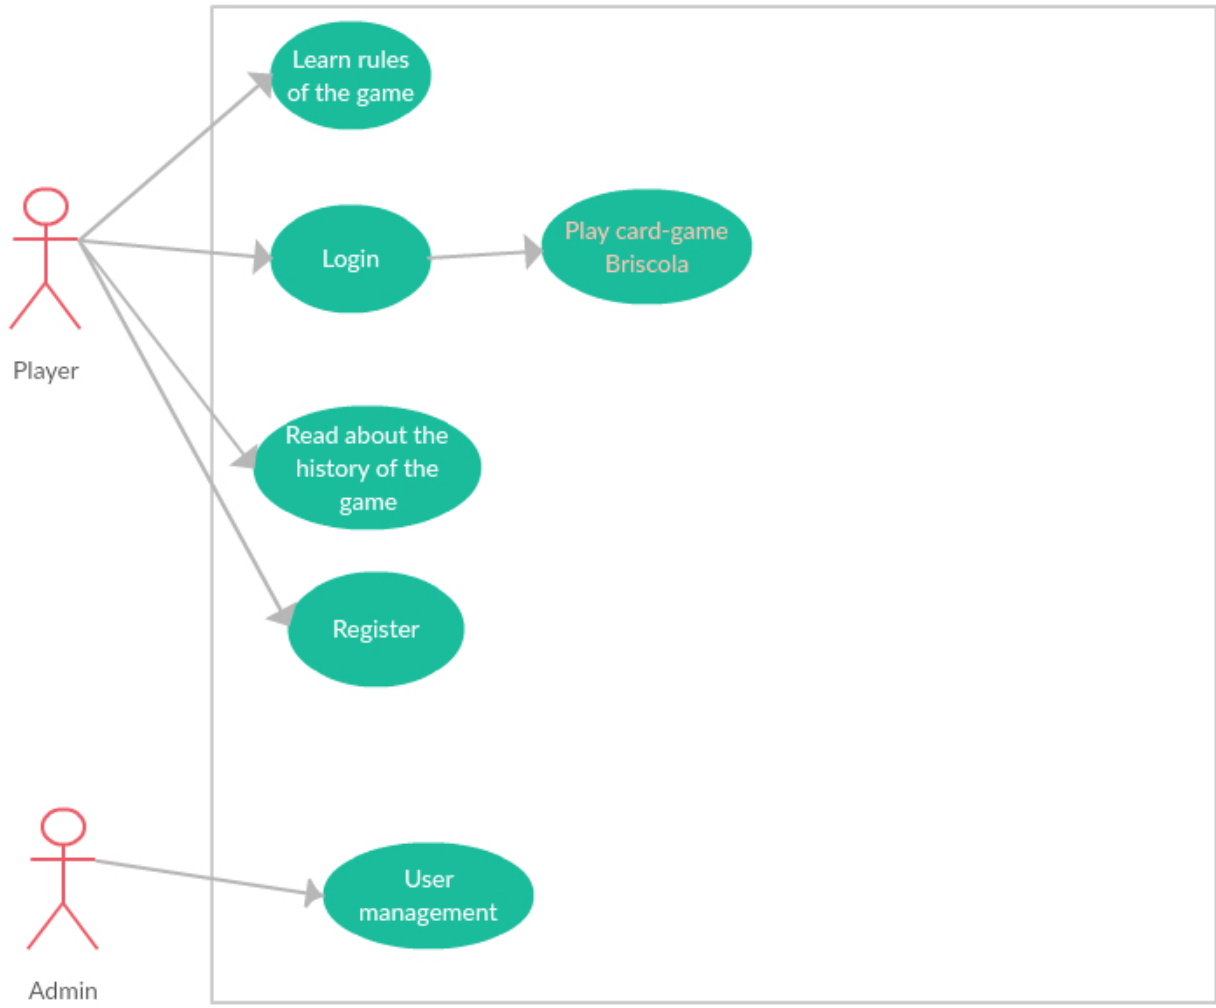 Learn rules
of the game
Login
Play card-game
Briscola
Player
Read about the
history of the
game
Register
User
management
Admin